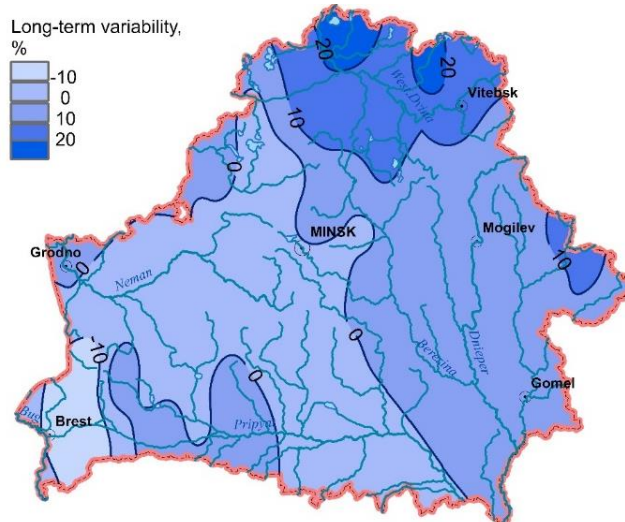 Long-term variability,
%
-10
0
10
20
20
20
West Dvina
Vitebsk
10
0
MINSK
Mogilev
Grodno
0
Neman
10
-10
0
0
Berezina
Dnieper
Gomel
Bug
Brest
Pripyat